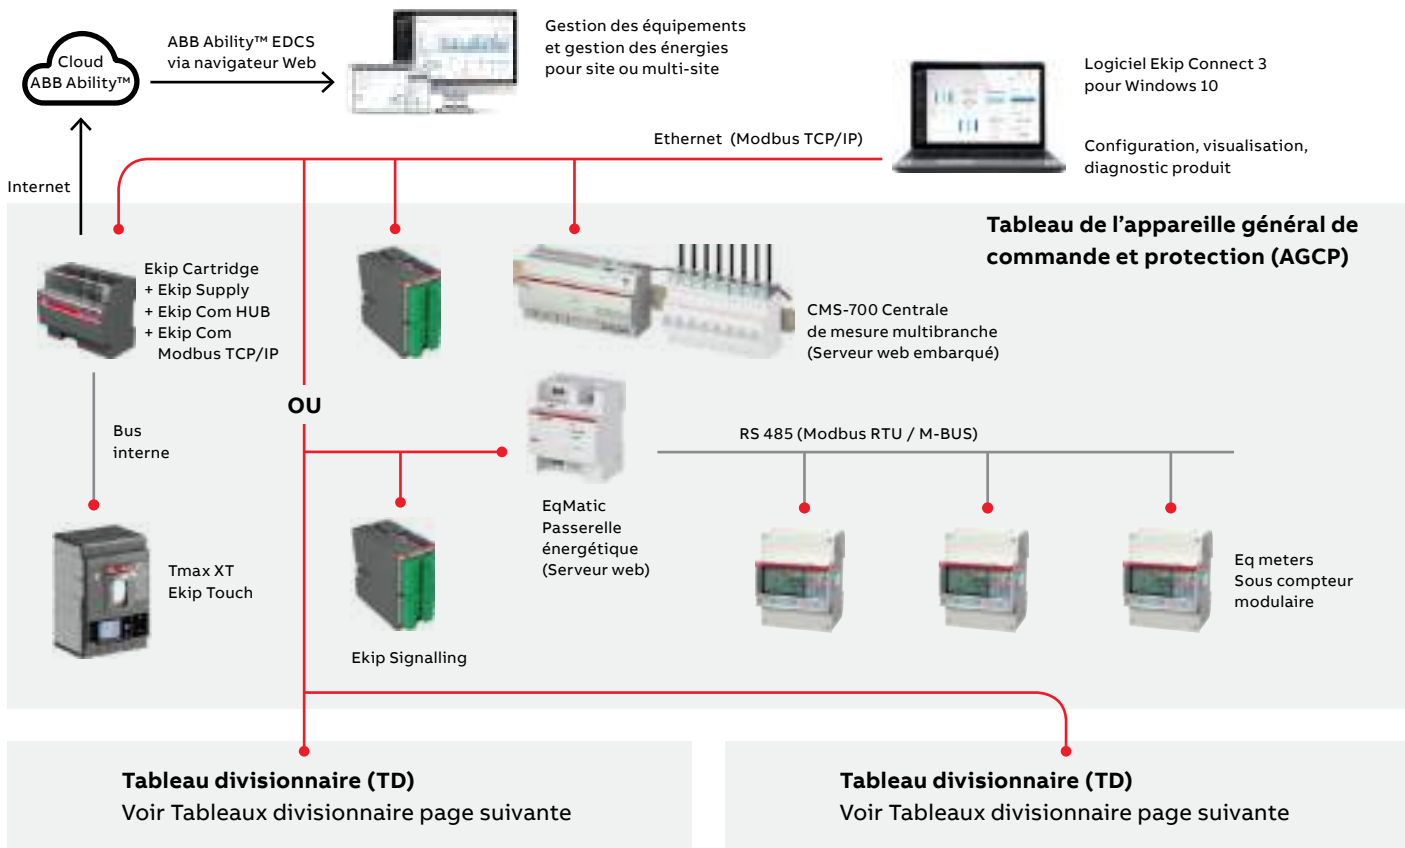 Cloud
ABB Ability™
ABB Ability™ EDCS
via navigateur Web
Gestion des équipements
et gestion des énergies
pour site ou multi-site
Logiciel Ekip Connect 3
pour Windows 10
Ethernet (Modbus TCP/IP)
Configuration, visualisation,
diagnostic produit
Internet
Tableau de l’appareille général de
commande et protection (AGCP)
Ekip Cartridge
+ Ekip Supply
+ Ekip Com HUB
+ Ekip Com
Modbus TCP/IP
CMS-700 Centrale
de mesure multibranche
(Serveur web embarqué)
OU
Bus
interne
RS 485 (Modbus RTU / M-BUS)
EqMatic
Passerelle
énergétique
(Serveur web)
Tmax XT
Ekip Touch
Eq meters
Sous compteur
modulaire
Ekip Signalling
Tableau divisionnaire (TD)
Voir Tableaux divisionnaire page suivante
Tableau divisionnaire (TD)
Voir Tableaux divisionnaire page suivante